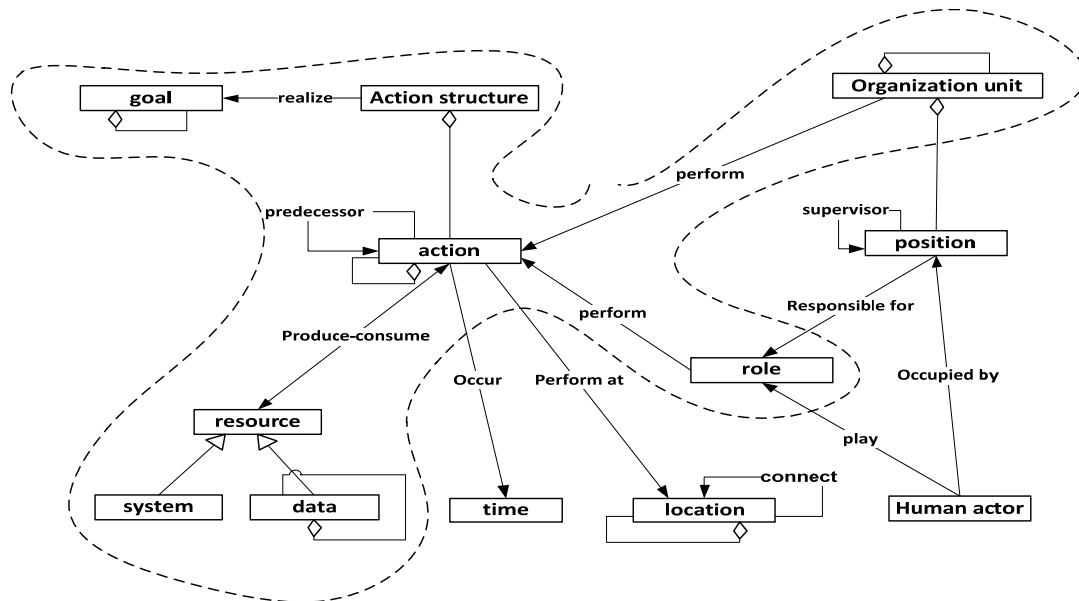 Organization unit
goal
realize
Action structure
perform
predecessor
supervisor
action
position
Produce-consume
perform
Responsible for
Occur
Perform at
role
Occupied by
resource
play
connect
system
data
time
location
Human actor